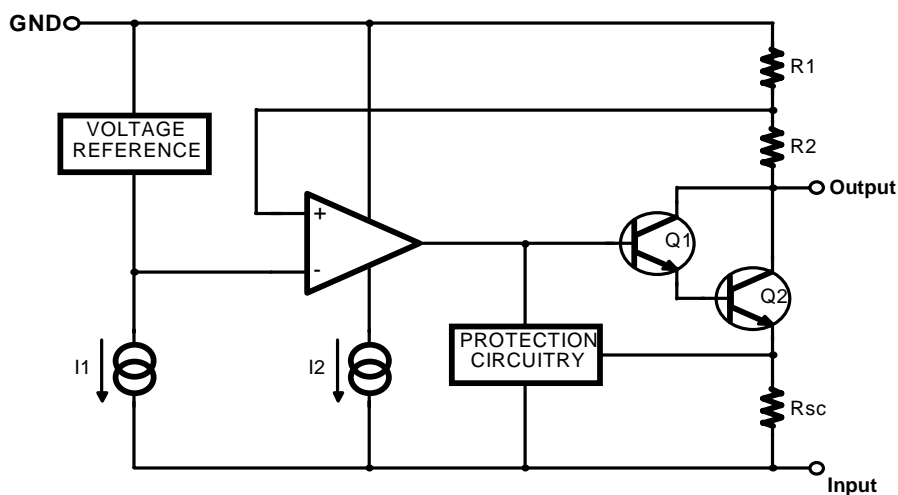 GND
R1
VOLTAGE
REFERENCE
R2
Output
+
Q1
-
Q2
I1
I2
PROTECTION
CIRCUITRY
Rsc
Input